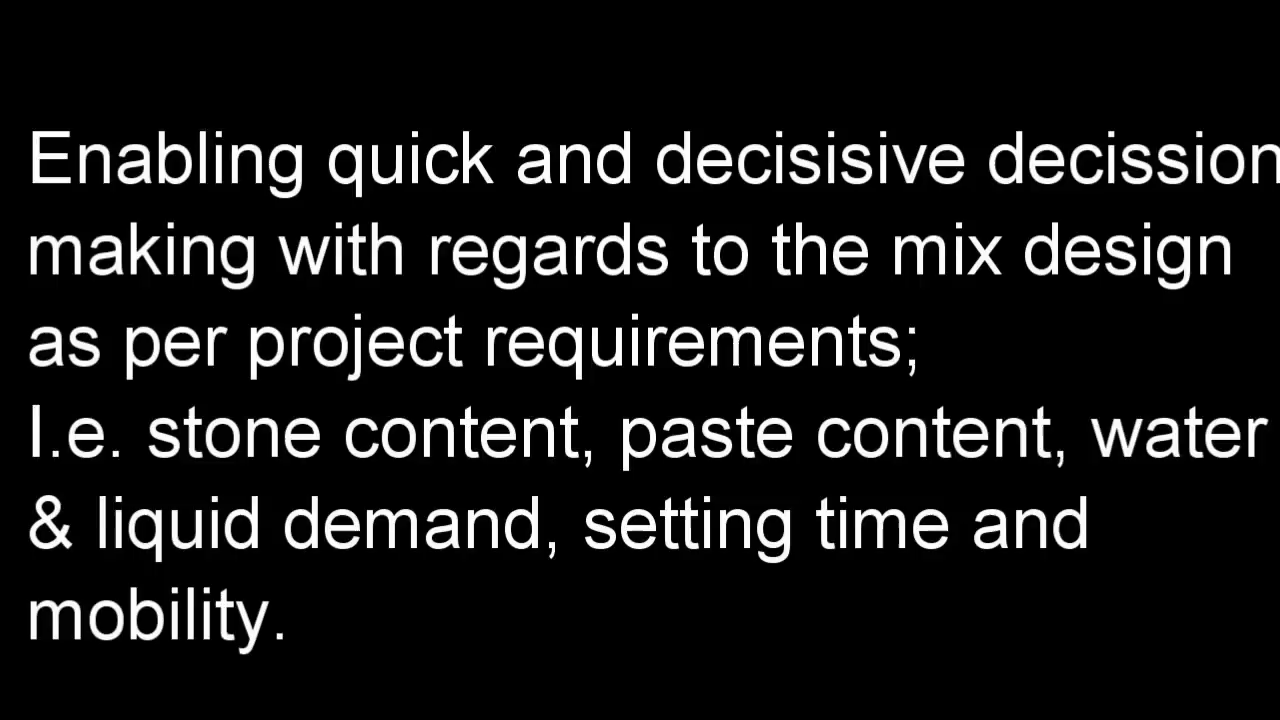 Enabling quick and decisisive decission
making with regards to the mix design
as per project requirements;
I.e. stone content, paste content, water
& liquid demand, setting time and
mobility.